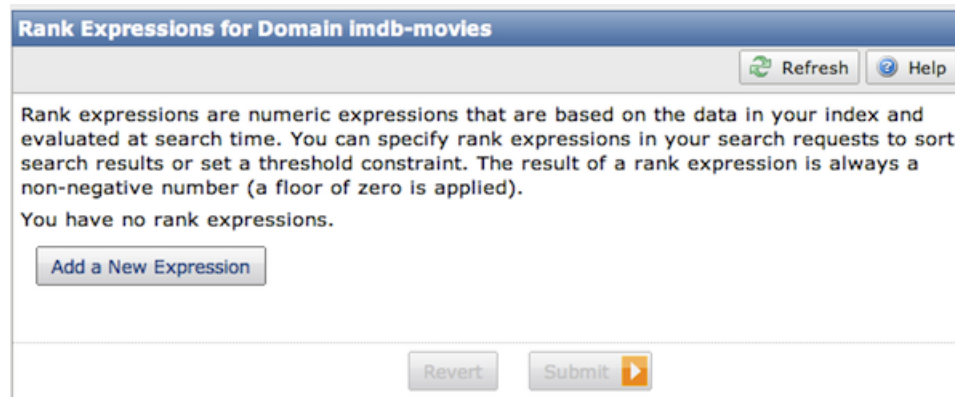 Rank Expressions for Domain imdb-movies
Refresh Help
Rank expressions are numeric expressions that are based on the data in your index and
evaluated at search time. You can specify rank expressions in your search requests to sort
search results or set a threshold constraint. The result of a rank expression is always a
non-negative number (a floor of zero is applied).
You have no rank expressions.
Add a New Expression
Revert Submit